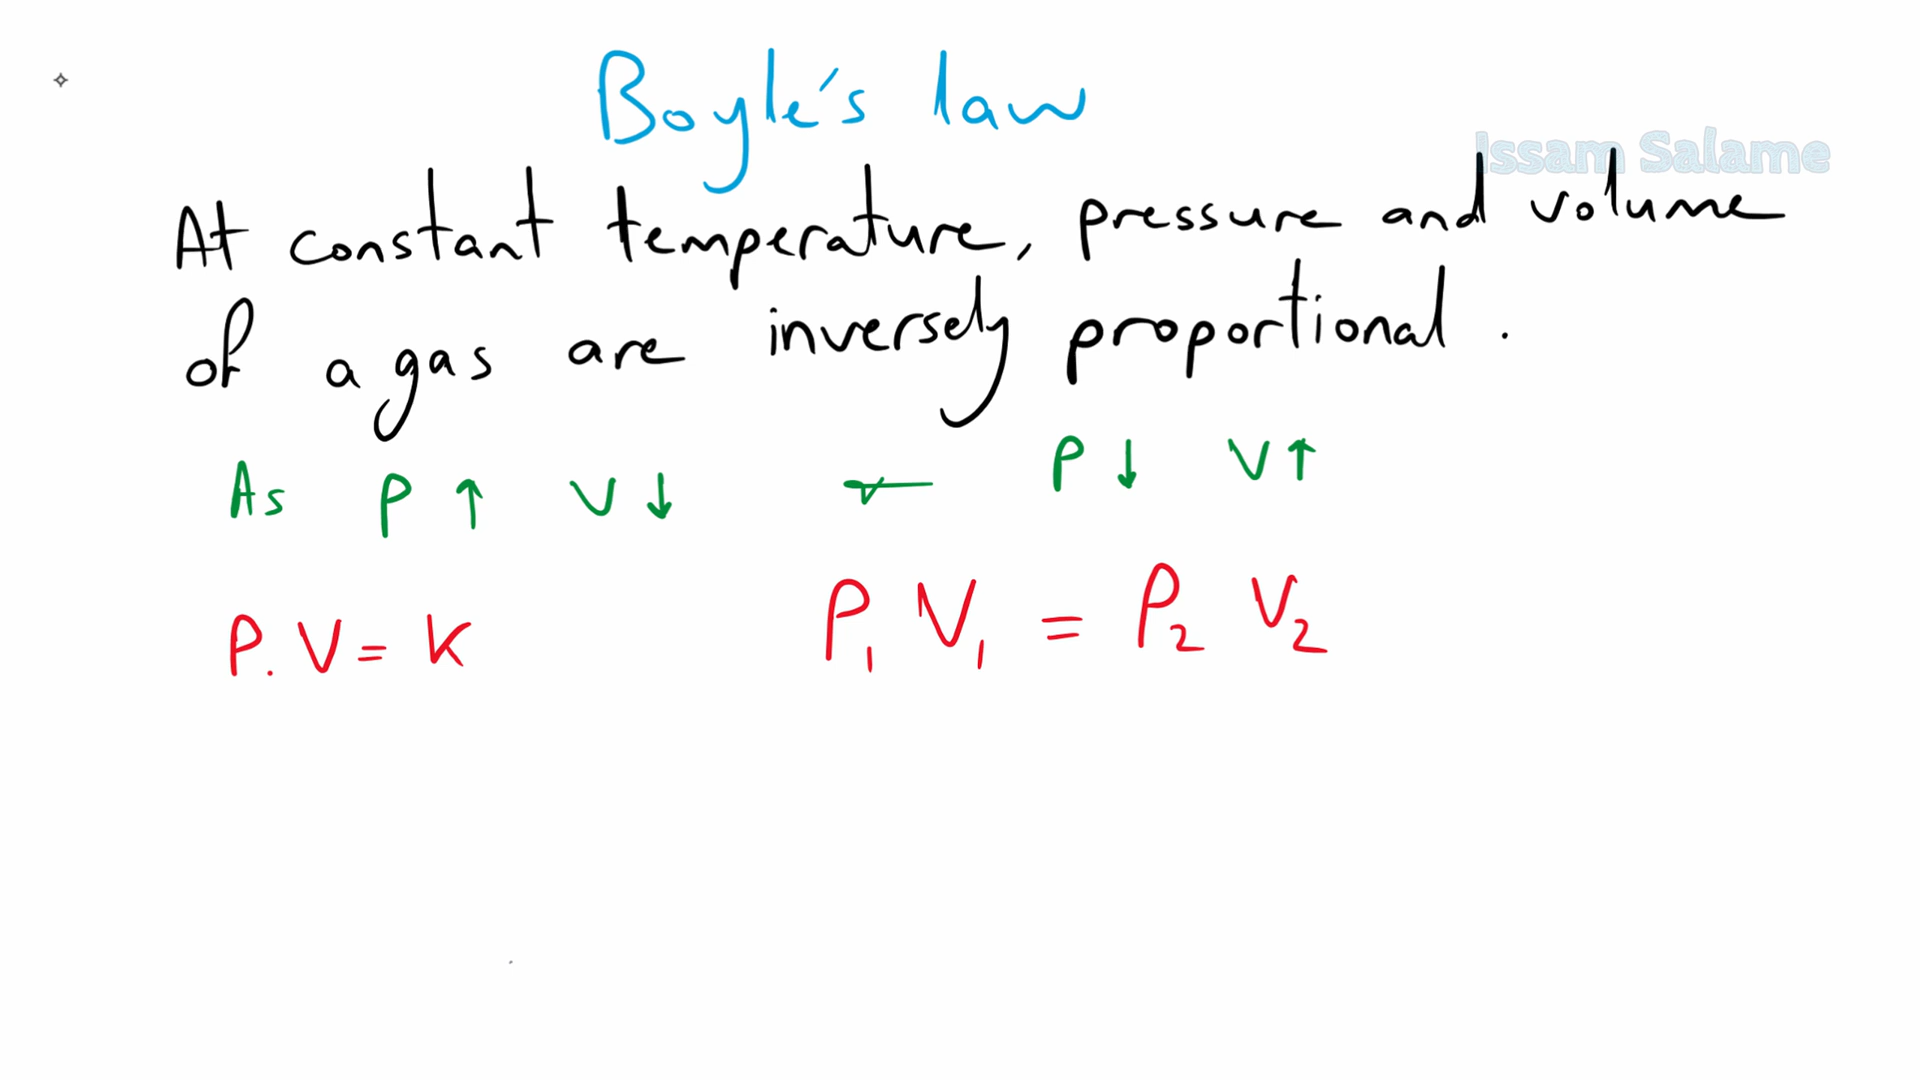 Boyle's law
Issam Salame
At constant temperature, pressure and volume
of a gas are inversely proportional.
As P ↑ V ↓ P ↓ V ↑
P. V = K P₁ V₁ = P₂ V₂